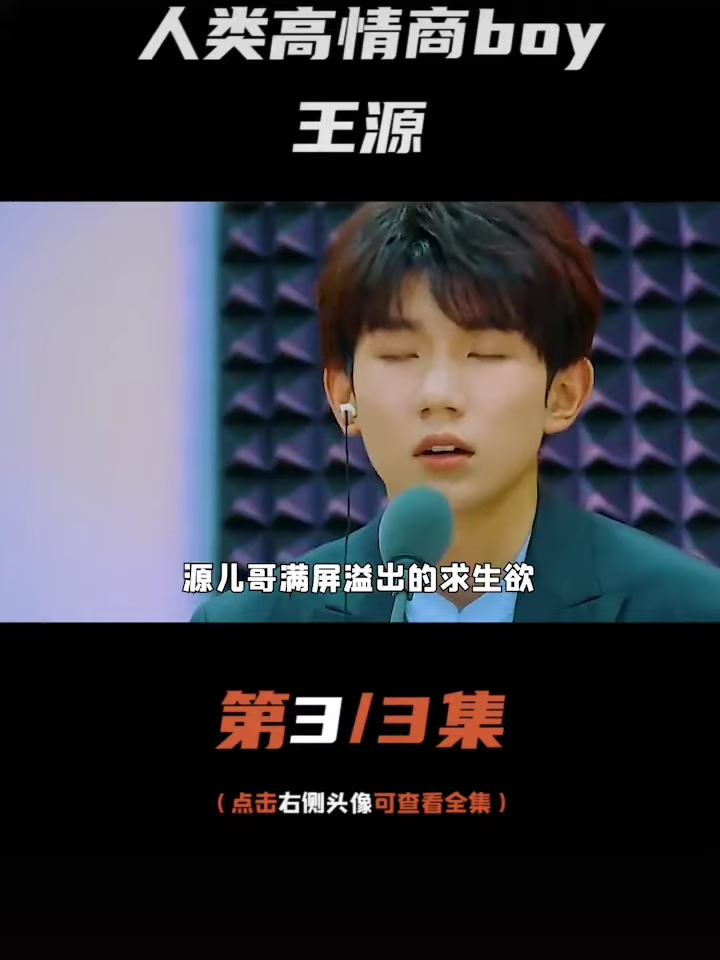 人类高情商boy
王源
源儿哥满屏溢出的求生欲
第3/3集
（点击右侧头像可查看全集）